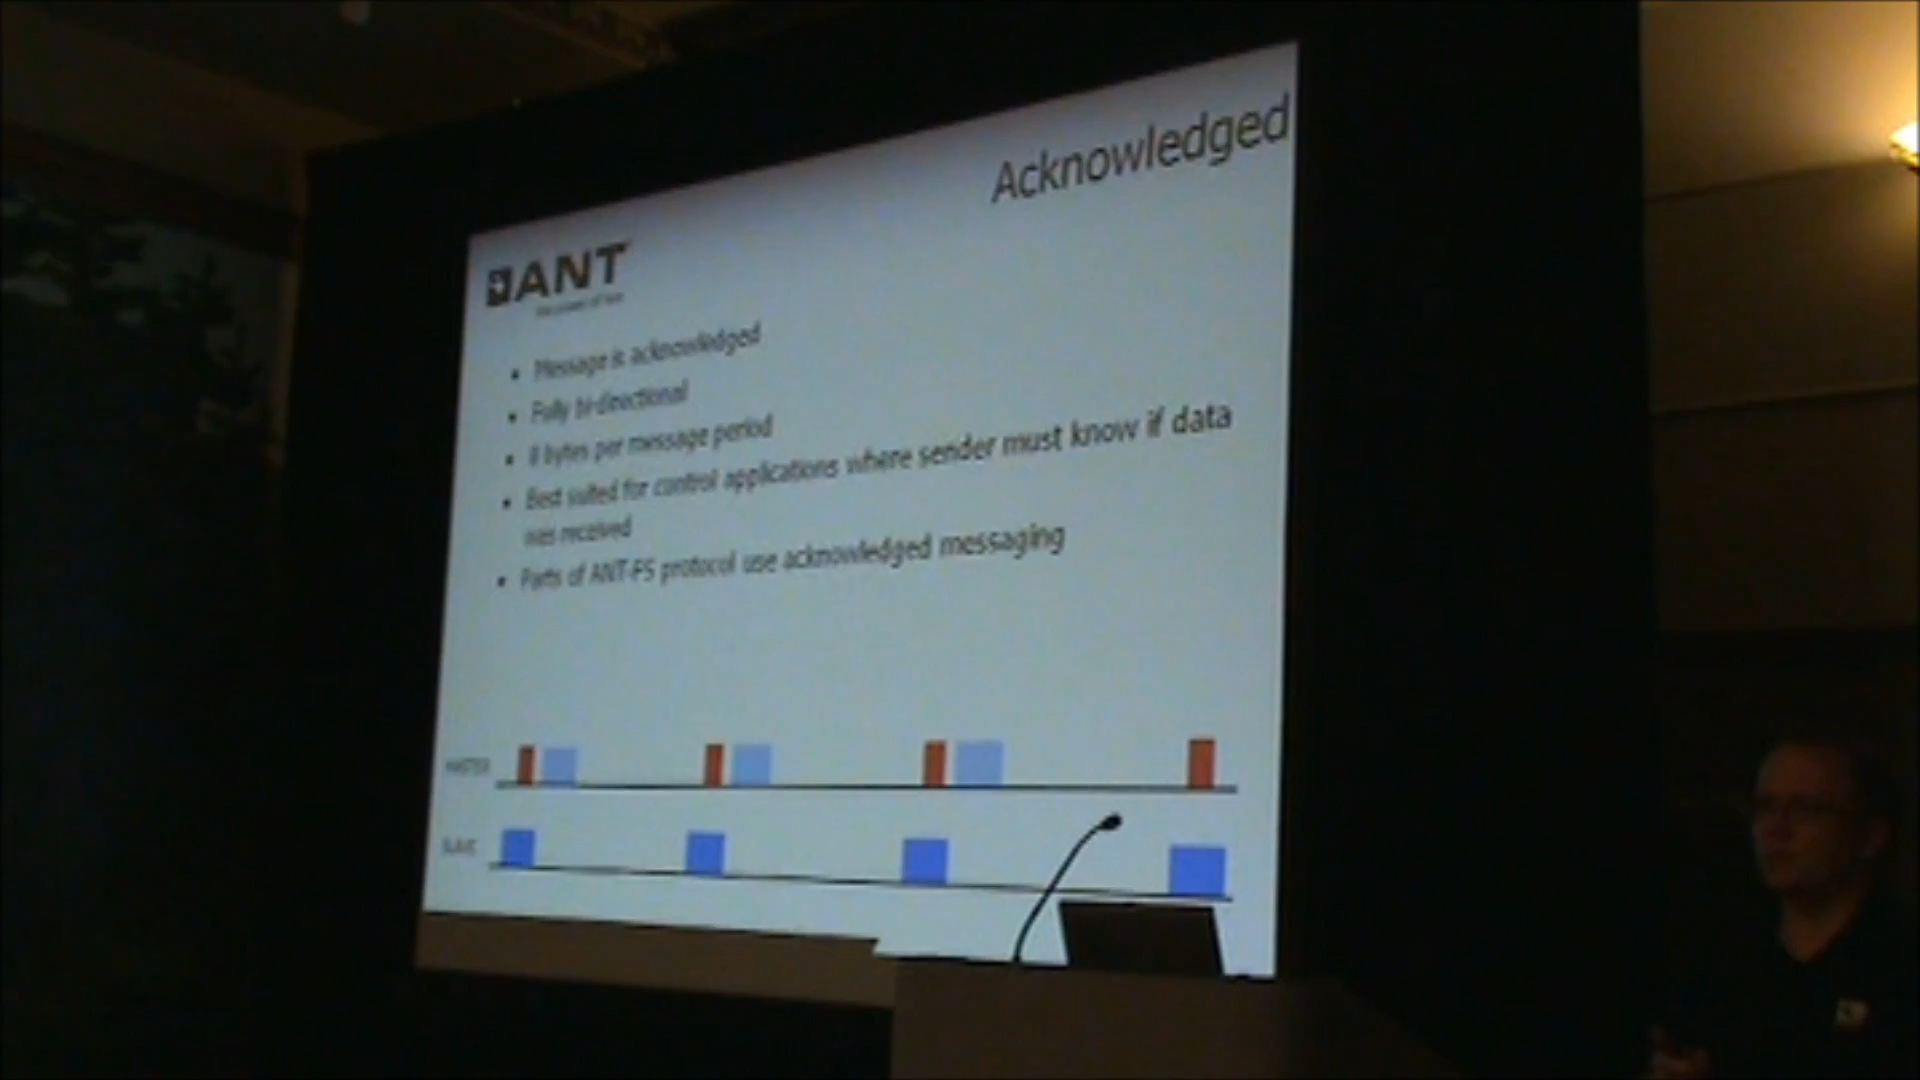 Acknowledged
ANT
• Message is acknowledged
• Fully bi-directional
• 8 bytes per message period
• Best suited for control applications where sender must know if data
was received
• Parts of ANT-FS protocol use acknowledged messaging
MASTER
SLAVE